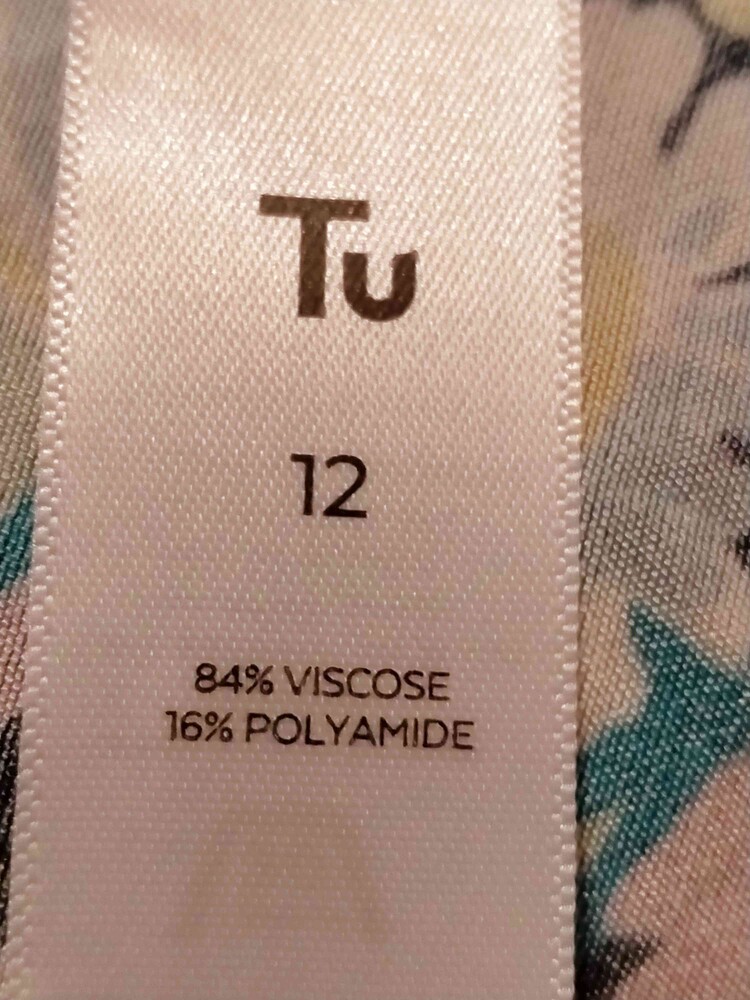 Tu
12
84% VISCOSE
16% POLYAMIDE